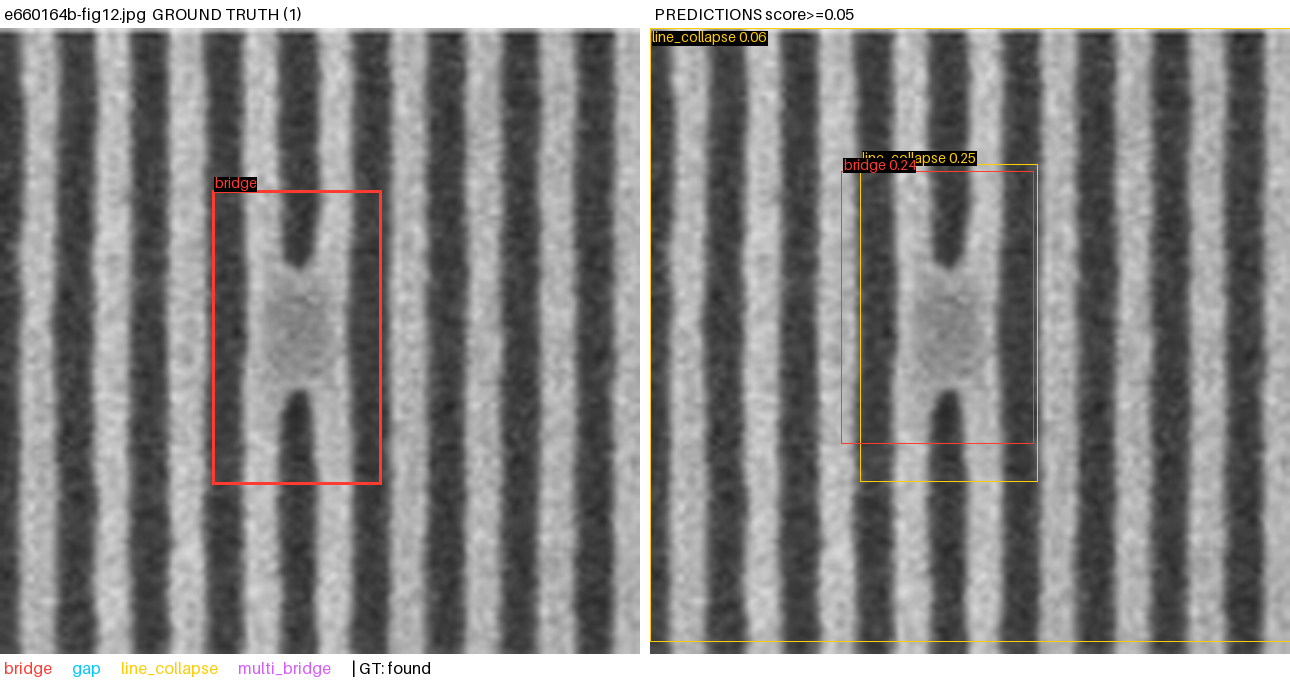 e660164b-fig12.jpg GROUND TRUTH (1)
PREDICTIONS score>=0.05
line_collapse 0.06
line_collapse 0.25
bridge 0.24
bridge
bridge gap line_collapse multi_bridge | GT: found